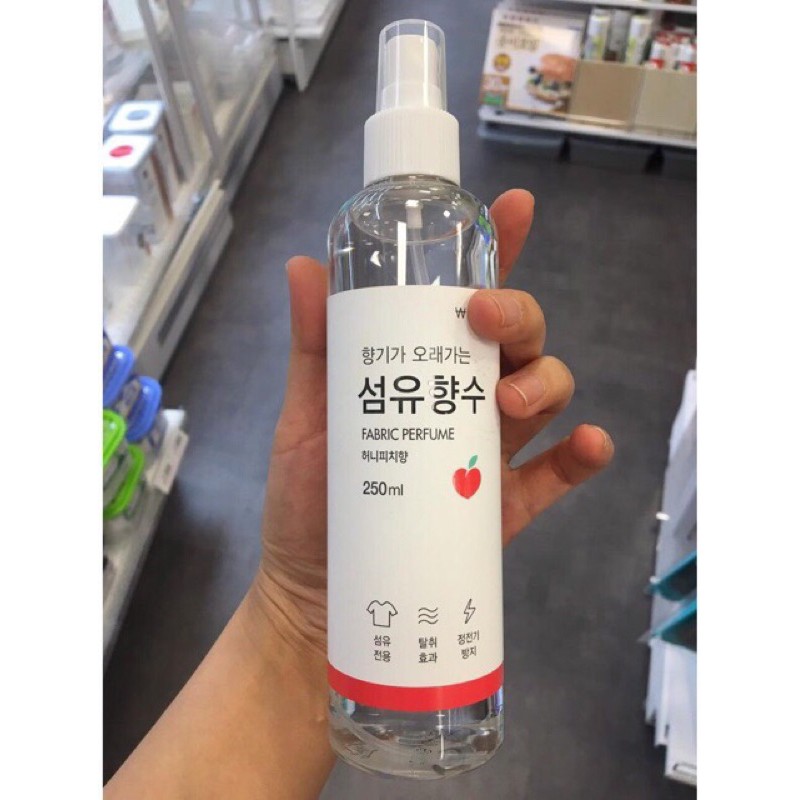 ₩
향기가 오래가는
섬유향수
FABRIC PERFUME
허니피치향
250ml
섬유
전용
탈취
효과
정전기
방지